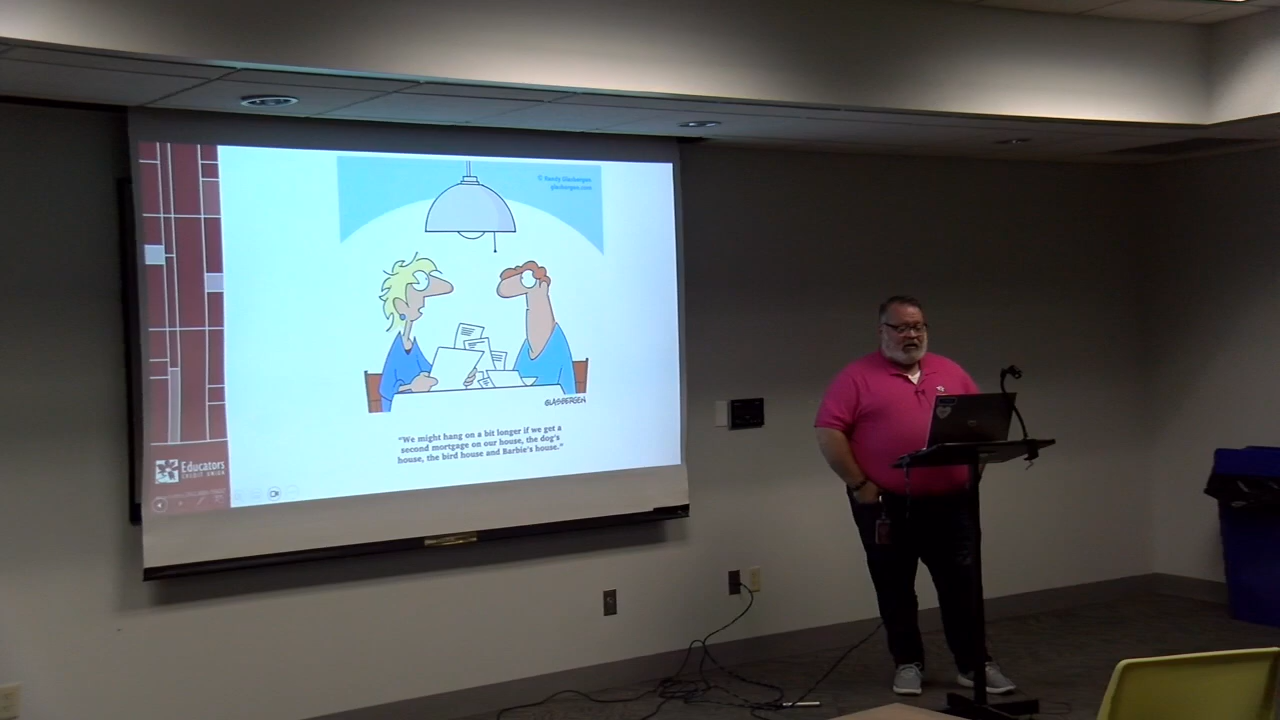 © Randy Glasbergen
glasbergen.com
GLASBERGEN
"We might hang on a bit longer if we get a
second mortgage on our house, the dog's
house, the bird house and Barbie's house."
Educators
CREDIT UNION